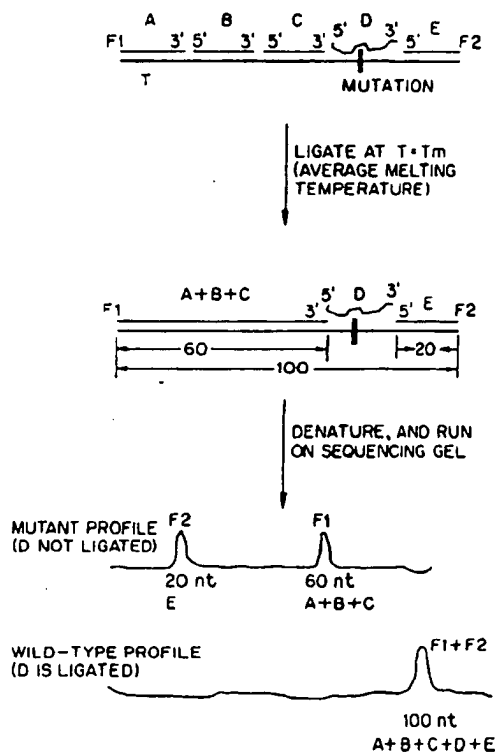 A B C D E
F1 3' 5' 3' 5' 3' 5' 3' 5' F2
T MUTATION
LIGATE AT T=Tm
(AVERAGE MELTING
TEMPERATURE)
A+B+C 5' D 3' E
F1 3' 5' F2
60 20
100
DENATURE, AND RUN
ON SEQUENCING GEL
MUTANT PROFILE
(D NOT LIGATED)
F2 F1
20 nt 60 nt
E A+B+C
WILD-TYPE PROFILE
(D IS LIGATED)
F1+F2
100 nt
A+B+C+D+E